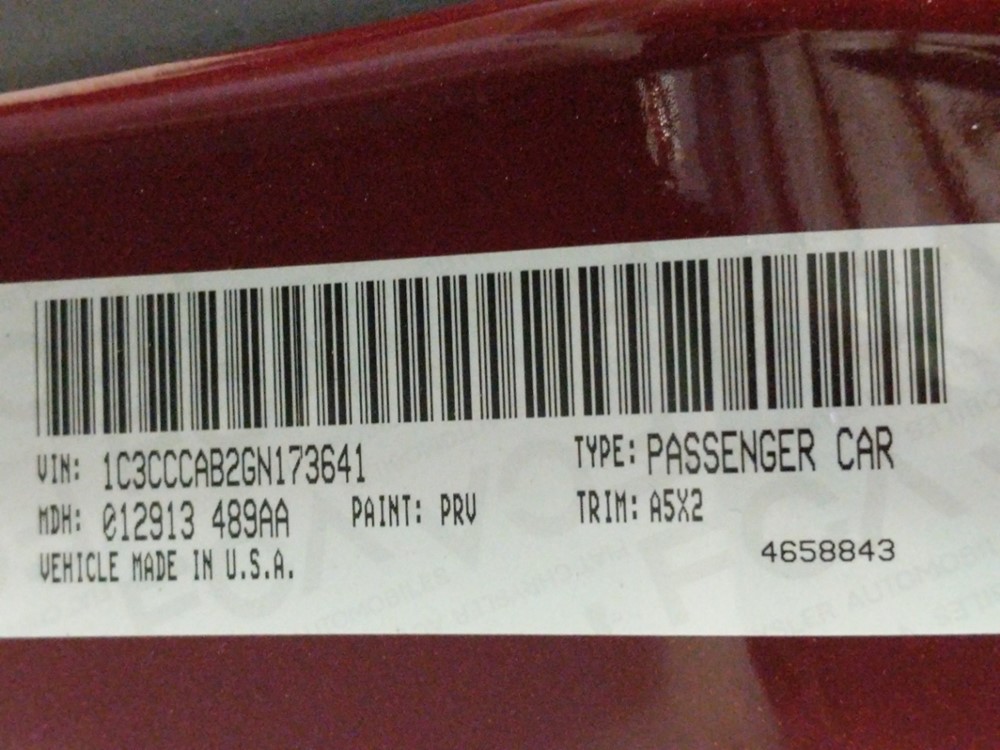 VIN: 1C3CCCAB2GN173641 TYPE: PASSENGER CAR
MDH: 012913 489AA PAINT: PRV TRIM: A5X2
VEHICLE MADE IN U.S.A. 4658843